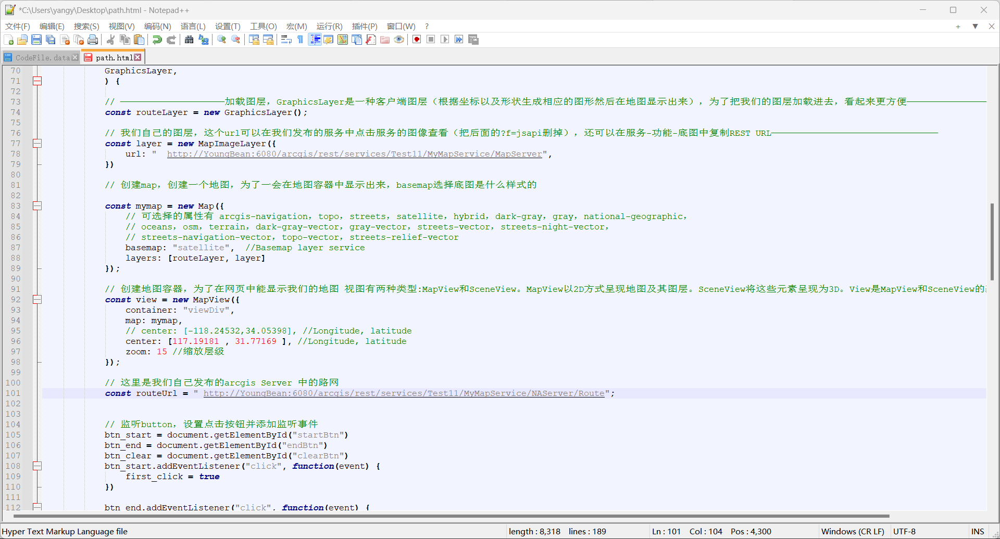 *C:\Users\yangy\Desktop\path.html - Notepad++
文件(F) 编辑(E) 搜索(S) 视图(V) 编码(N) 语言(L) 设置(T) 工具(O) 宏(M) 运行(R) 插件(P) 窗口(W) ?
CodeFile.data path.html
70 GraphicsLayer,
71 ) {
72
73 // ————————————————————加载图层，GraphicsLayer是一种客户端图层（根据坐标以及形状生成相应的图形然后在地图显示出来），为了把我们的图层加载进去，看起来更方便————————————————
74 const routeLayer = new GraphicsLayer();
75
76 // 我们自己的图层，这个url可以在我们发布的服务中点击服务的图像查看（把后面的?f=jsapi删掉），还可以在服务-功能-底图中复制REST URL————————————————————————————————
77 const layer = new MapImageLayer({
78 url: "  http://YoungBean:6080/arcgis/rest/services/Test11/MyMapService/MapServer",
79 })
80
81 // 创建map，创建一个地图，为了一会在地图容器中显示出来，basemap选择底图是什么样式的
82
83 const mymap = new Map({
84 // 可选择的属性有 arcgis-navigation，topo，streets，satellite，hybrid，dark-gray，gray，national-geographic，
85 // oceans，osm，terrain，dark-gray-vector，gray-vector，streets-vector，streets-night-vector，
86 // streets-navigation-vector，topo-vector，streets-relief-vector
87 basemap: "satellite",  //Basemap layer service
88 layers: [routeLayer, layer]
89 });
90
91 // 创建地图容器，为了在网页中能显示我们的地图 视图有两种类型:MapView和SceneView。MapView以2D方式呈现地图及其图层。SceneView将这些元素呈现为3D。View是MapView和SceneView的
92 const view = new MapView({
93 container: "viewDiv",
94 map: mymap,
95 // center: [-118.24532,34.05398], //Longitude, latitude
96 center: [117.19181 , 31.77169 ], //Longitude, latitude
97 zoom: 15 //缩放层级
98 });
99
100 // 这里是我们自己发布的arcgis Server 中的路网
101 const routeUrl = " http://YoungBean:6080/arcgis/rest/services/Test11/MyMapService/NAServer/Route";
102
103
104 // 监听button，设置点击按钮并添加监听事件
105 btn_start = document.getElementById("startBtn")
106 btn_end = document.getElementById("endBtn")
107 btn_clear = document.getElementById("clearBtn")
108 btn_start.addEventListener("click", function(event) {
109 first_click = true
110 })
111
112 btn_end.addEventListener("click", function(event) {
Hyper Text Markup Language file length : 8,318 lines : 189 Ln : 101 Col : 104 Pos : 4,300 Windows (CR LF) UTF-8 INS